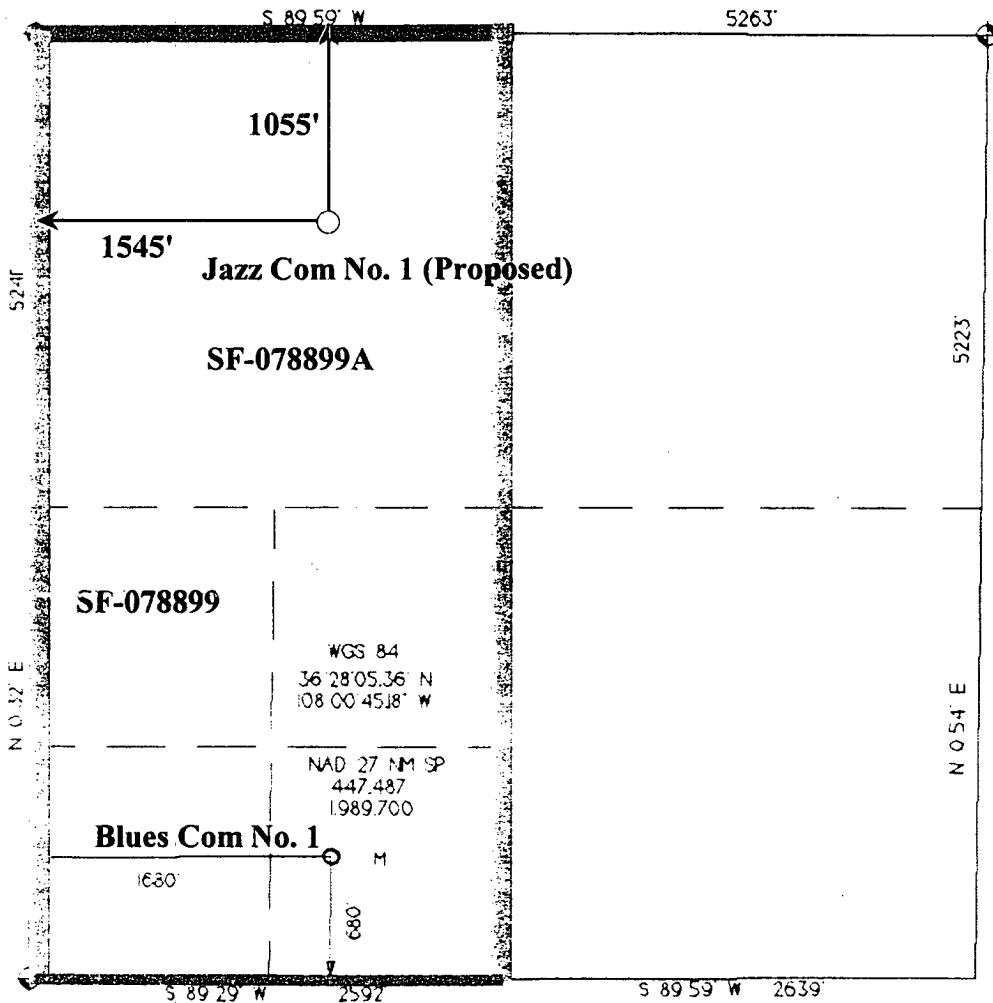 S 89 59' W
5263'
1055'
1545'
Jazz Com No. 1 (Proposed)
5241'
SF-078899A
5223'
SF-078899
WGS 84
36 28'05.36" N
108 00'45.18" W
N 0 32' E
N 0 54' E
NAD 27 NM SP
447,487
1,989,700
Blues Com No. 1
M
1680'
680'
S 89 29' W 2592'
S 89 59' W 2639'